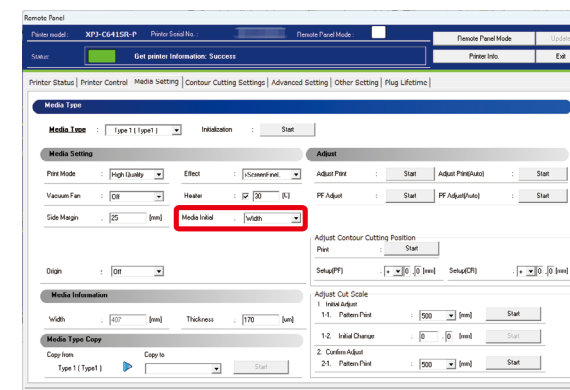 Remote Panel
Printer model : XPJ-C641SR-P Printer Serial No. : Remote Panel Mode : Remote Panel Mode Update
Status: Get printer Information: Success Printer Info. Exit
Printer Status | Printer Control | Media Setting | Contour Cutting Settings | Advanced Setting | Other Setting | Plug Lifetime |
Media Type
Media Type : Type 1 ( Type1 ) Initialization : Start
Media Setting Adjust
Print Mode : High Quality Effect : Adjust Print : Start Adjust Print(Auto) : Start
Vacuum Fan : Off Heater : 30 [C] PF Adjust : Start PF Adjust(Auto) : Start
Side Margin : 25 [mm] Media Initial : Width
Adjust Contour Cutting Position
Print : Start
Origin : Off Setup(PF) : + 0 . 0 [mm] Setup(CR) : + 0 . 0 [mm]
Media Information Adjust Cut Scale
1. Initial Adjust
Width : 407 [mm] Thickness : 170 [um] 1-1. Pattern Print : 500 [mm] Start
Media Type Copy 1-2. Initial Change : 0 . 0 [mm] Start
Copy from Copy to 2. Confirm Adjust
Type 1 ( Type1 ) Start 2-1. Pattern Print : 500 [mm] Start